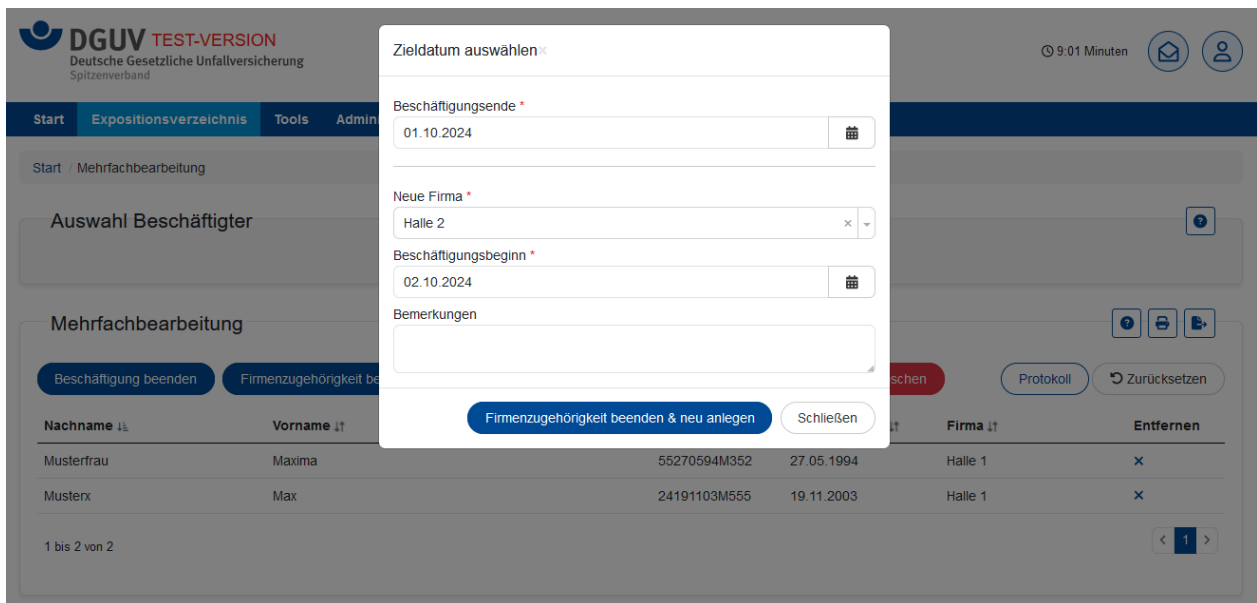 DGUV TEST-VERSION
Deutsche Gesetzliche Unfallversicherung
Spitzenverband
9:01 Minuten
Start Expositionsverzeichnis Tools
Start / Mehrfachbearbeitung
Auswahl Beschäftigter
Mehrfachbearbeitung
Beschäftigung beenden Firmenzugehörigkeit
Protokoll Zurücksetzen
Nachname Vorname Firma Entfernen
Musterfrau Maxima 55270594M352 27.05.1994 Halle 1 ×
Musterx Max 24191103M555 19.11.2003 Halle 1 ×
1 bis 2 von 2
< 1 >
Zieldatum auswählen×
Beschäftigungsende *
01.10.2024
Neue Firma *
Halle 2 ×
Beschäftigungsbeginn *
02.10.2024
Bemerkungen
Firmenzugehörigkeit beenden & neu anlegen Schließen